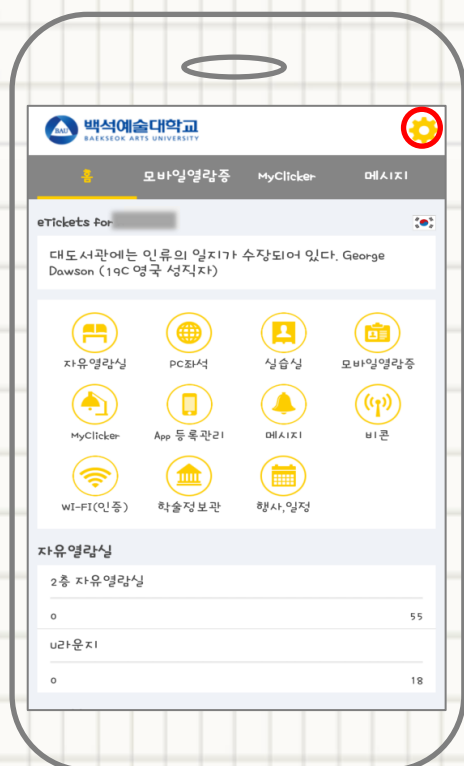 BAU 백석예술대학교
BAEKSEOK ARTS UNIVERSITY
홈 모바일열람증 MyClicker 메시지
eTickets for
대도서관에는 인류의 일지가 수장되어 있다. George
Dawson (19C 영국 성직자)
자유열람실 PC좌석 실습실 모바일열람증
MyClicker App 등록관리 메시지 비콘
WI-FI(인증) 학술정보관 행사,일정
자유열람실
2층 자유열람실
0 55
U라운지
0 18